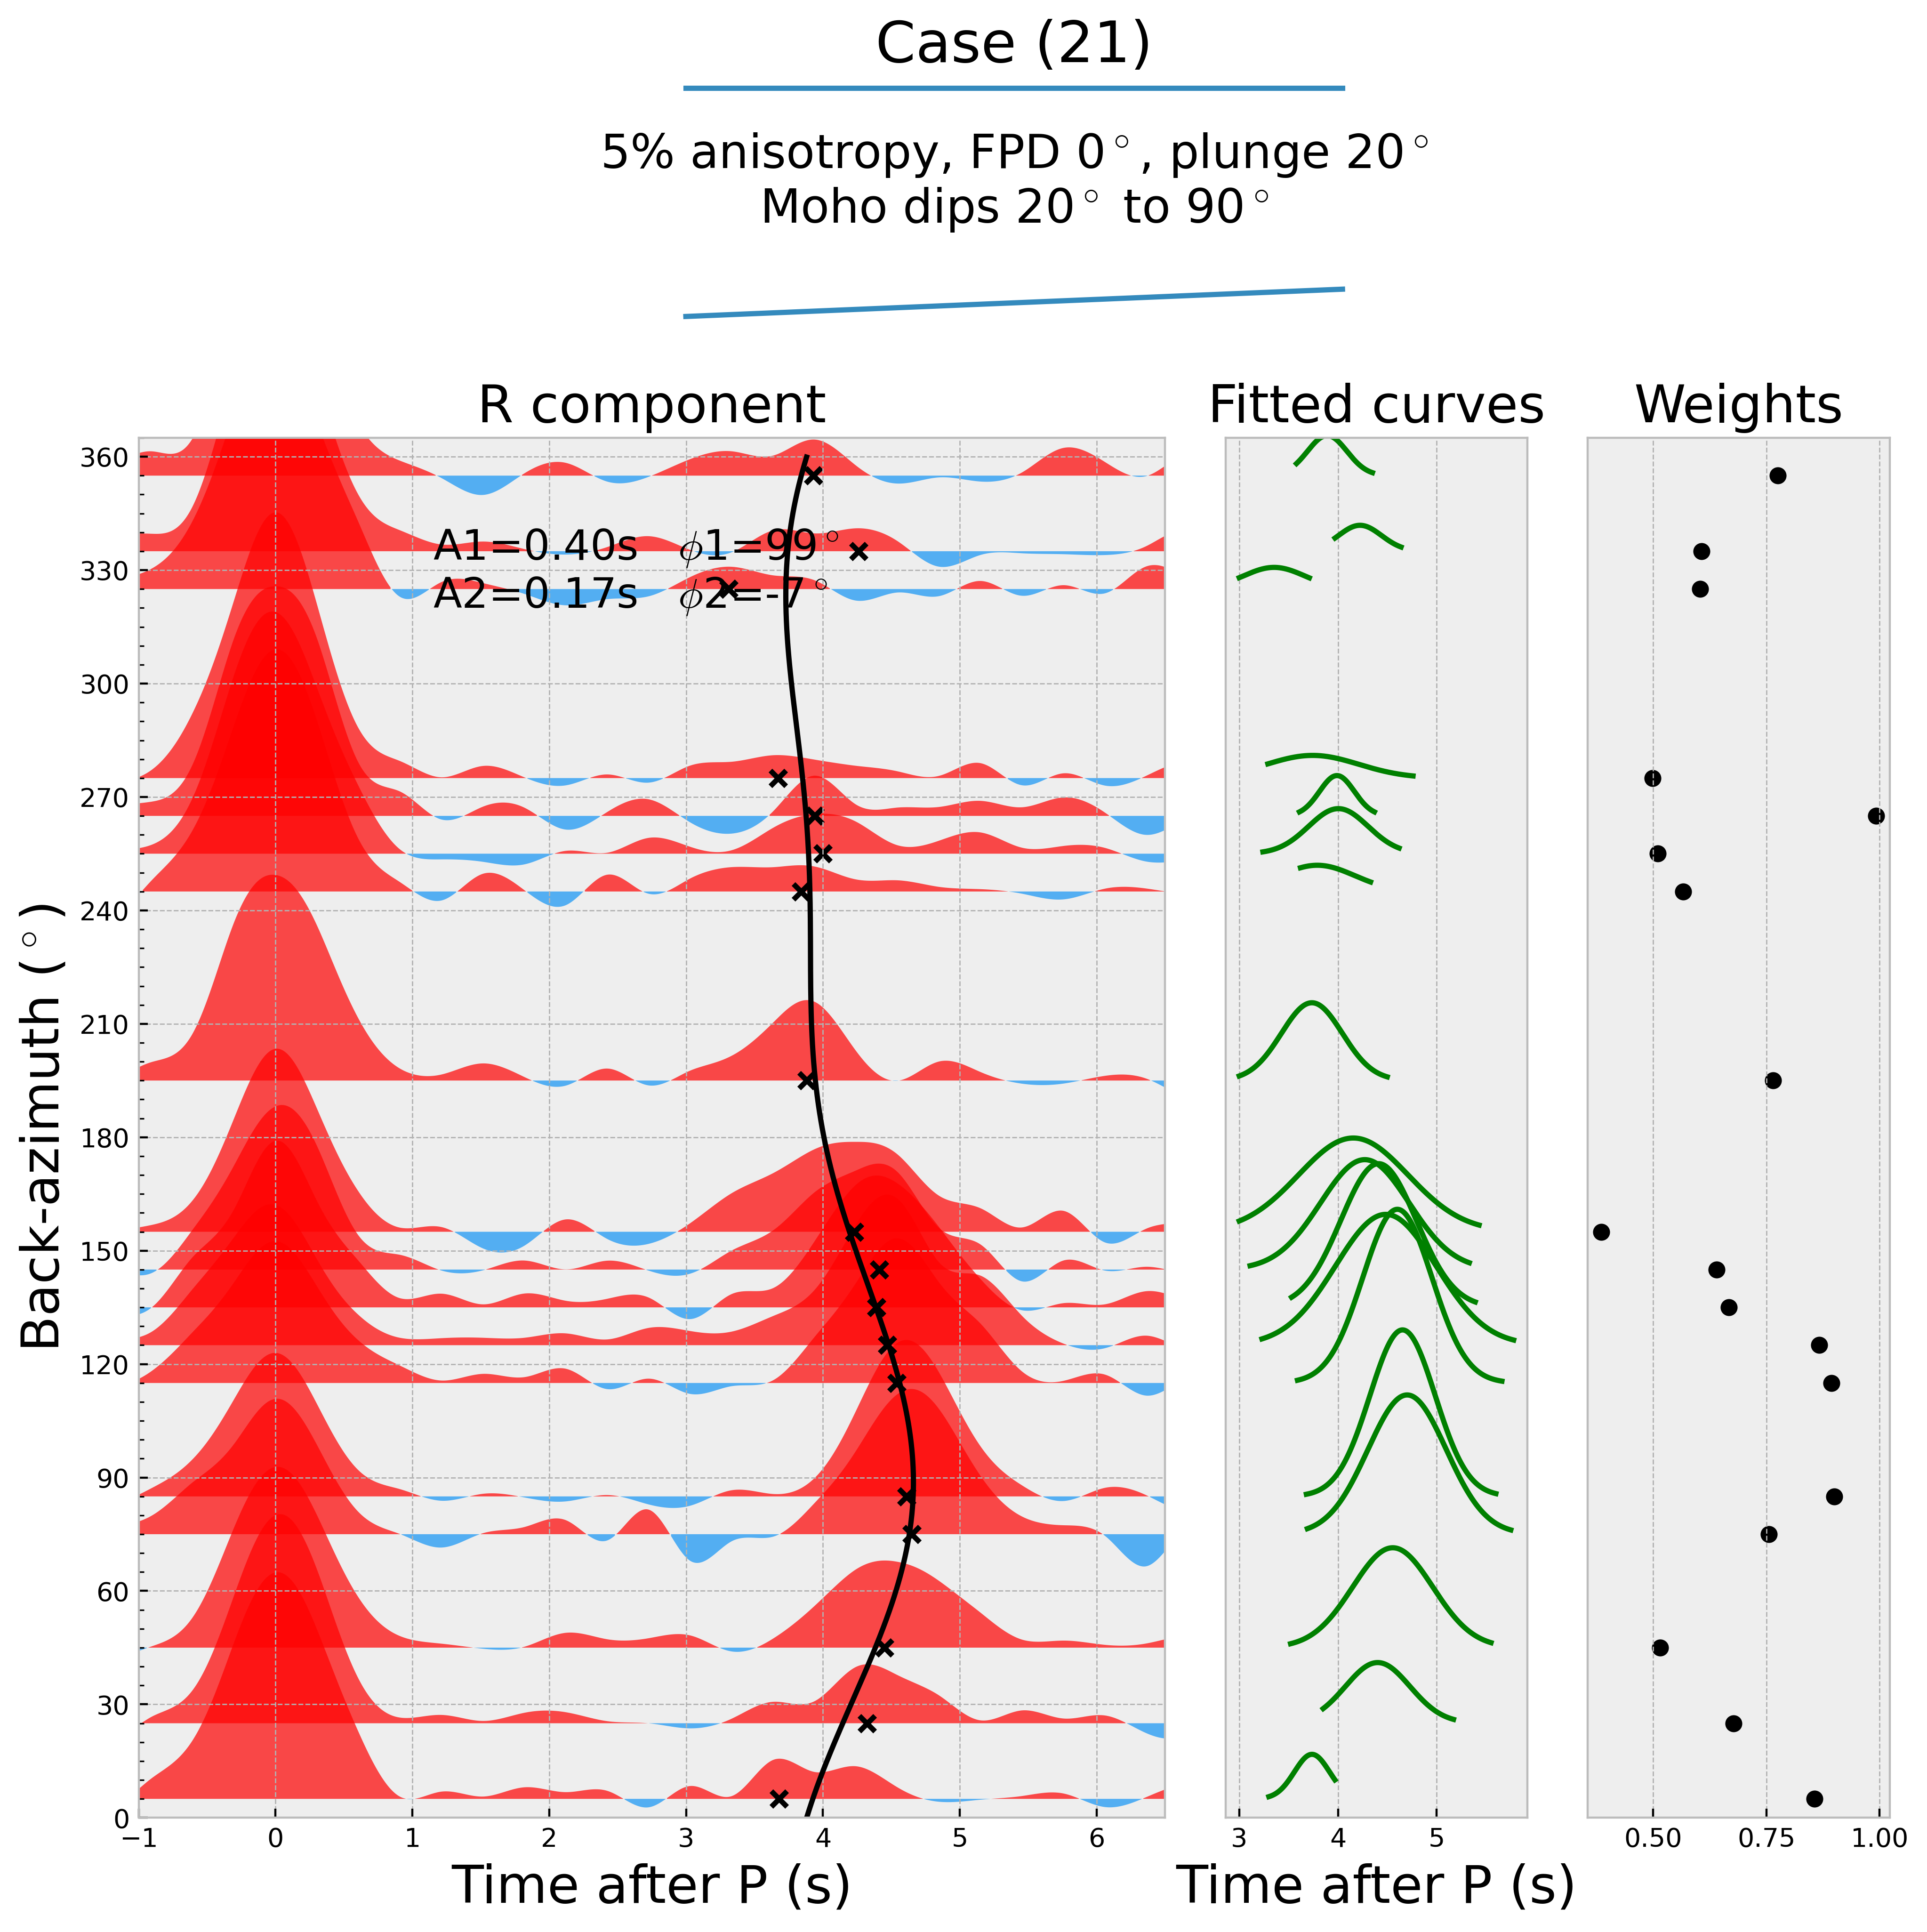 Case (21)
5% anisotropy, FPD 0°, plunge 20°
Moho dips 20° to 90°
R component
Fitted curves
Weights
Back-azimuth (°)
360
330
300
270
240
210
180
150
120
90
60
30
0
A1=0.40s ϕ1=99°
A2=0.17s ϕ2=-7°
−1 0 1 2 3 4 5 6
3 4 5
0.50 0.75 1.00
Time after P (s)
Time after P (s)